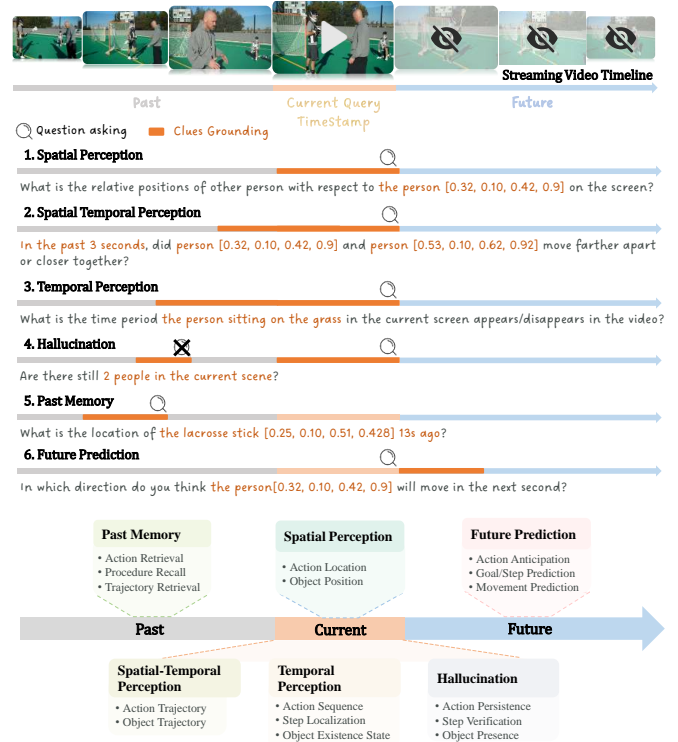 Streaming Video Timeline
Past
Current Query
TimeStamp
Future
Question asking
Clues Grounding
1. Spatial Perception
What is the relative positions of other person with respect to the person [0.32, 0.10, 0.42, 0.9] on the screen?
2. Spatial Temporal Perception
In the past 3 seconds, did person [0.32, 0.10, 0.42, 0.9] and person [0.53, 0.10, 0.62, 0.92] move farther apart
or closer together?
3. Temporal Perception
What is the time period the person sitting on the grass in the current screen appears/disappears in the video?
4. Hallucination
Are there still 2 people in the current scene?
5. Past Memory
What is the location of the lacrosse stick [0.25, 0.10, 0.51, 0.428] 13s ago?
6. Future Prediction
In which direction do you think the person[0.32, 0.10, 0.42, 0.9] will move in the next second?
Past Memory
• Action Retrieval
• Procedure Recall
• Trajectory Retrieval
Spatial Perception
• Action Location
• Object Position
Future Prediction
• Action Anticipation
• Goal/Step Prediction
• Movement Prediction
Past
Current
Future
Spatial-Temporal
Perception
• Action Trajectory
• Object Trajectory
Temporal
Perception
• Action Sequence
• Step Localization
• Object Existence State
Hallucination
• Action Persistence
• Step Verification
• Object Presence